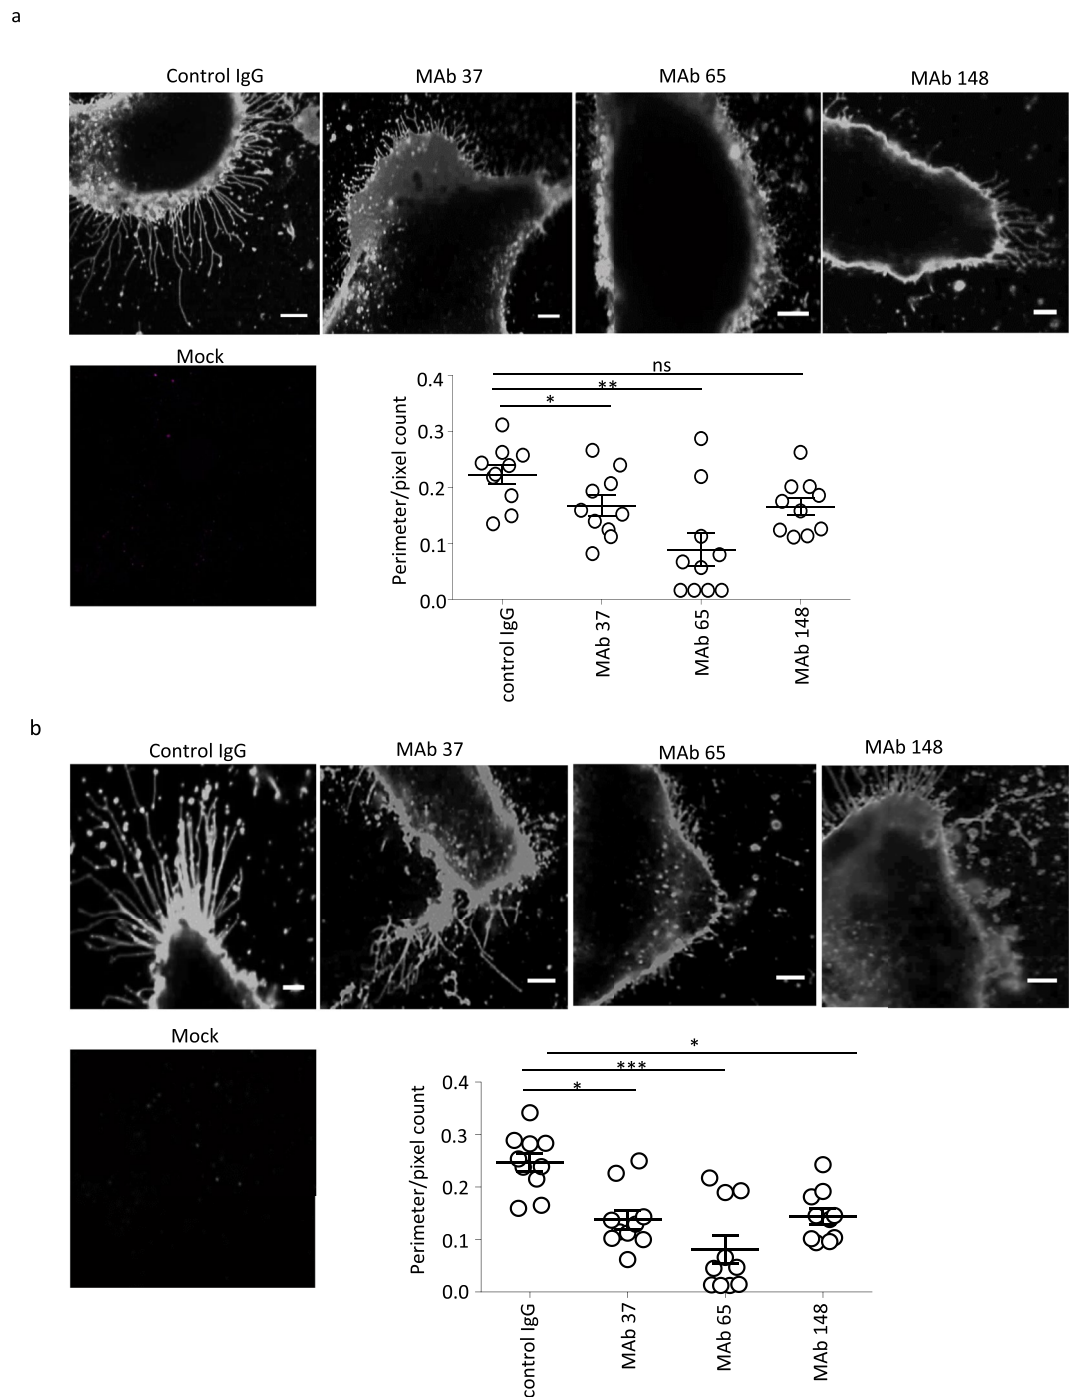 a
Control IgG
MAb 37
MAb 65
MAb 148
Mock
ns
**
*
Perimeter/pixel count
0.4
0.3
0.2
0.1
0.0
control IgG
MAb 37
MAb 65
MAb 148
b
Control IgG
MAb 37
MAb 65
MAb 148
Mock
*
***
*
Perimeter/pixel count
0.4
0.3
0.2
0.1
0.0
control IgG
MAb 37
MAb 65
MAb 148